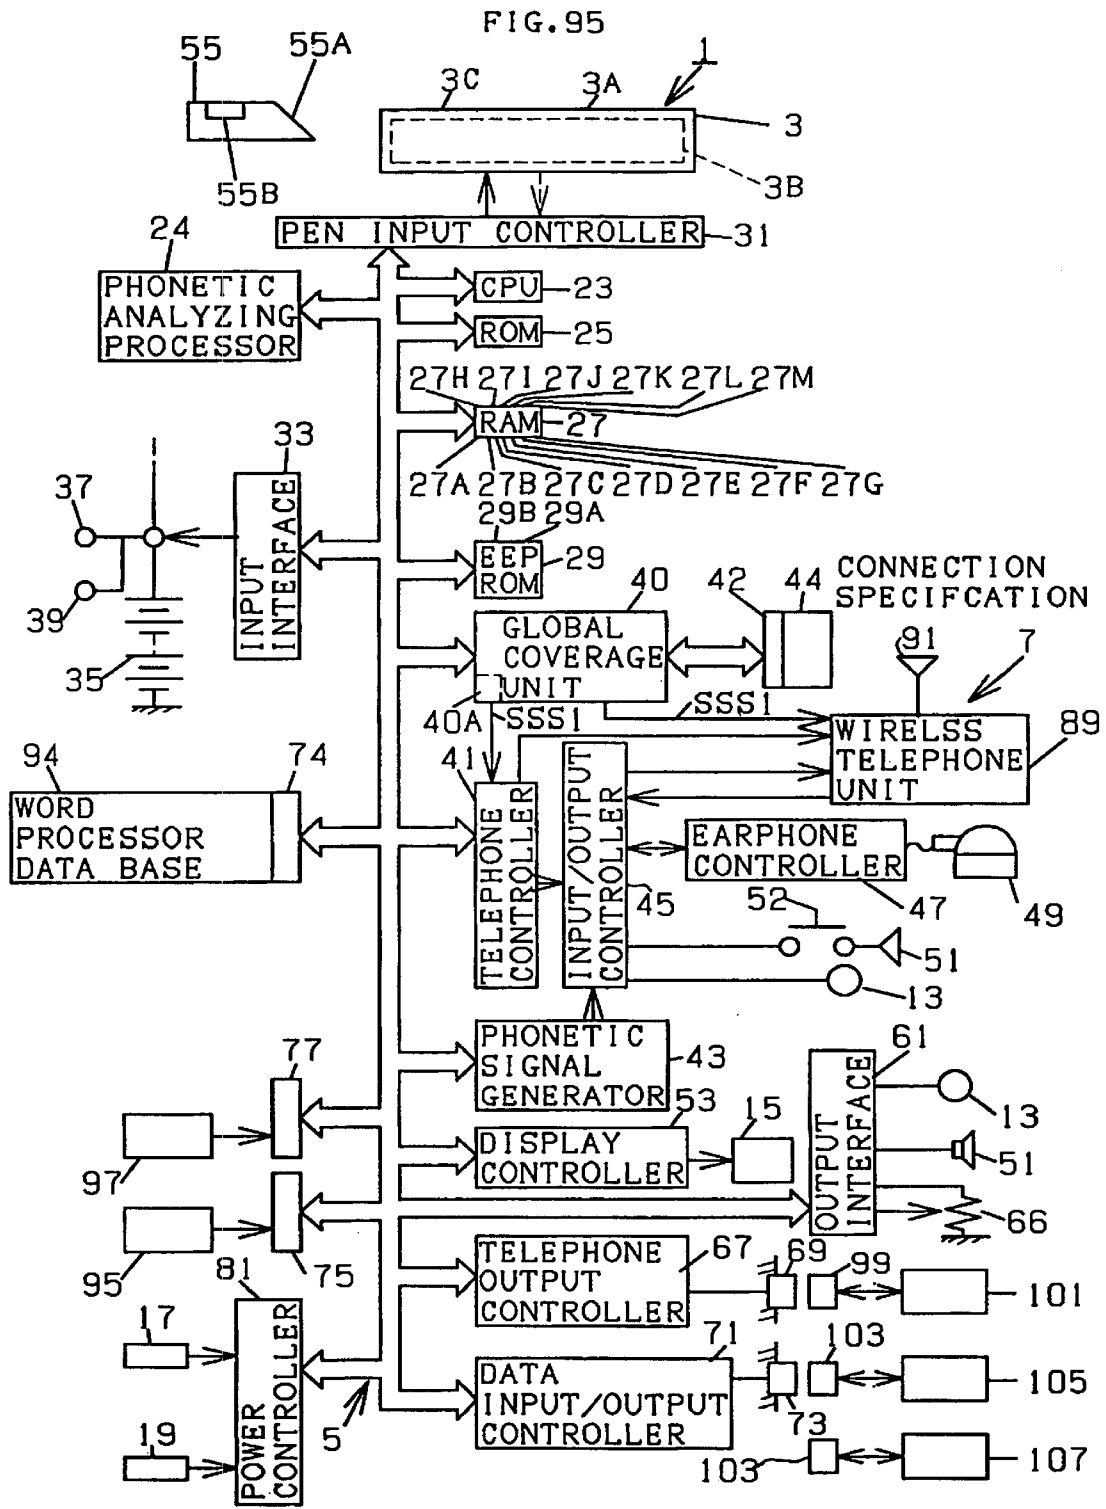 FIG.95
55
55A
55B
3C
3A
1
3
3B
PEN INPUT CONTROLLER
31
24
PHONETIC
ANALYZING
PROCESSOR
CPU
23
ROM
25
27H 27I 27J 27K 27L 27M
RAM
27
27A 27B 27C 27D 27E 27F 27G
33
INPUT
INTERFACE
37
39
35
29B 29A
EEP
ROM
29
40
GLOBAL
COVERAGE
UNIT
40A
42
44
CONNECTION
SPECIFCATION
91
7
SSS1
SSS1
WIRELSS
TELEPHONE
UNIT
89
94
74
WORD
PROCESSOR
DATA BASE
41
TELEPHONE
CONTROLLER
INPUT/OUTPUT
CONTROLLER
45
EARPHONE
CONTROLLER
47
49
52
51
13
PHONETIC
SIGNAL
GENERATOR
43
61
OUTPUT
INTERFACE
13
51
66
77
97
53
DISPLAY
CONTROLLER
15
95
75
TELEPHONE
OUTPUT
CONTROLLER
67
69
99
101
81
POWER
CONTROLLER
17
19
5
71
DATA
INPUT/OUTPUT
CONTROLLER
73
103
105
103
107